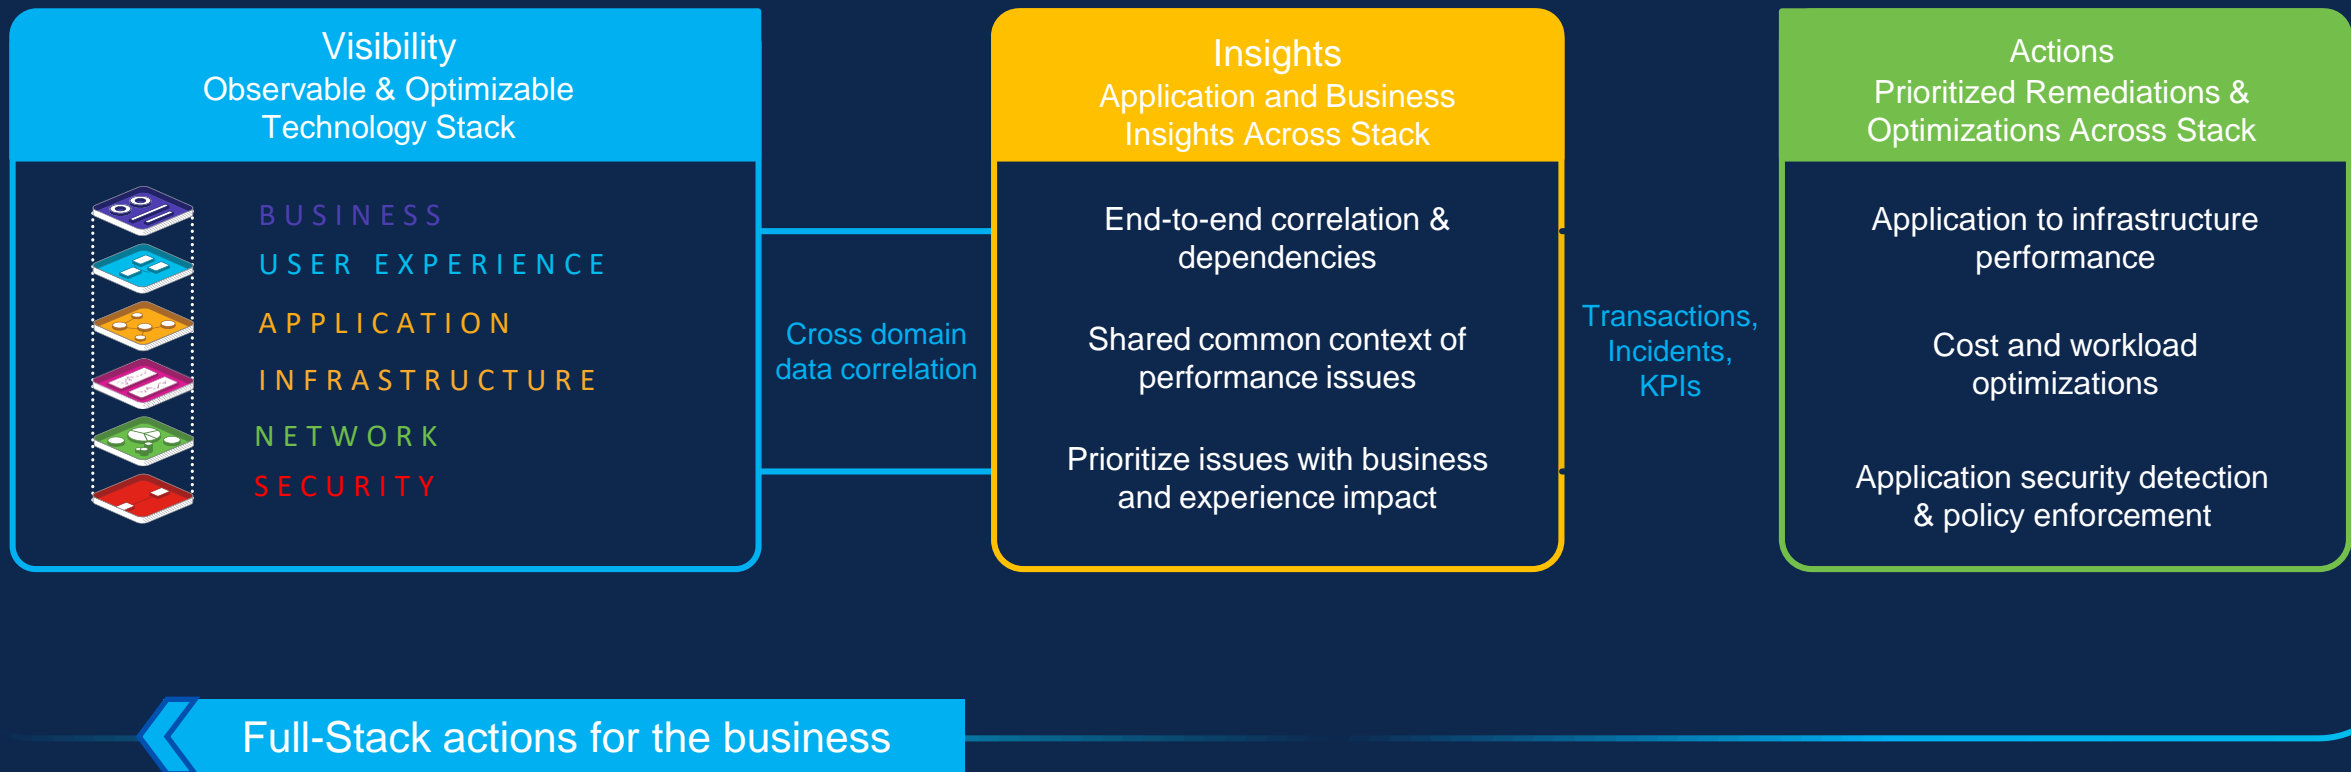 Visibility
Observable & Optimizable
Technology Stack
BUSINESS
USER EXPERIENCE
APPLICATION
INFRASTRUCTURE
NETWORK
SECURITY
Cross domain
data correlation
Insights
Application and Business
Insights Across Stack
End-to-end correlation &
dependencies
Shared common context of
performance issues
Prioritize issues with business
and experience impact
Transactions,
Incidents,
KPIs
Actions
Prioritized Remediations &
Optimizations Across Stack
Application to infrastructure
performance
Cost and workload
optimizations
Application security detection
& policy enforcement
Full-Stack actions for the business